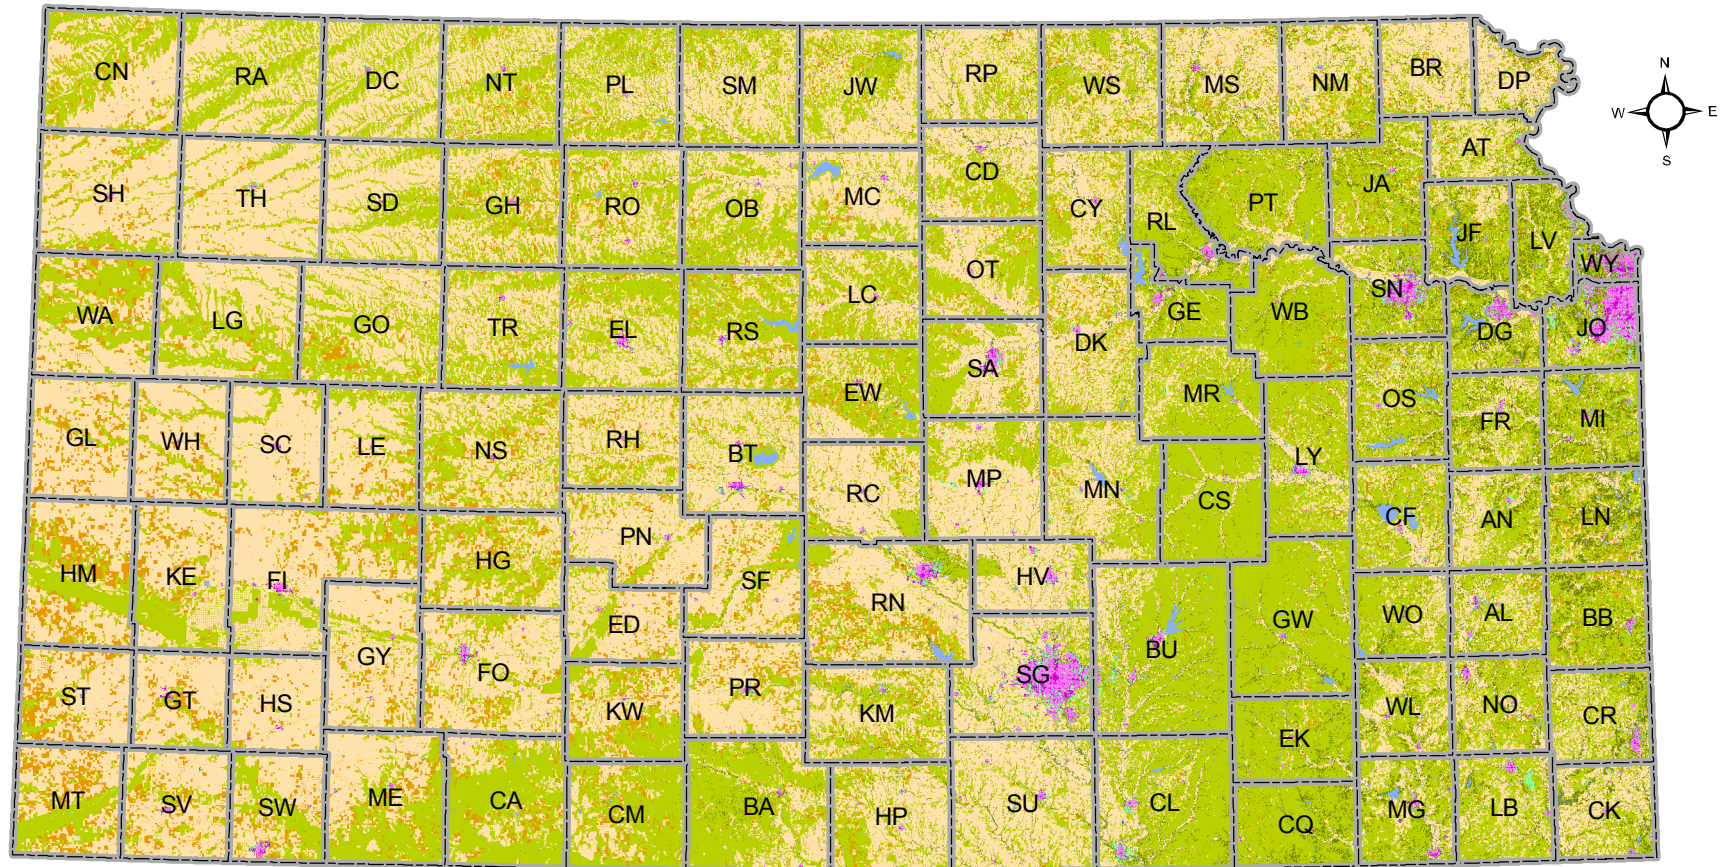 CN RA DC NT PL SM JW RP WS MS NM BR DP
N
W E
S
SH TH SD GH RO OB MC CD CY RL PT JA AT
JF LV WY
WA LG GO TR EL RS LC OT DK GE WB SN DG JO
GL WH SC LE NS RH BT EW SA MR OS FR MI
RC MP MN CS LY CF AN LN
HM KE FI HG PN SF RN HV BU GW WO AL BB
ST GT HS GY FO ED PR KM SG EK WL NO CR
KW
MT SV SW ME CA CM BA HP SU CL CQ MG LB CK